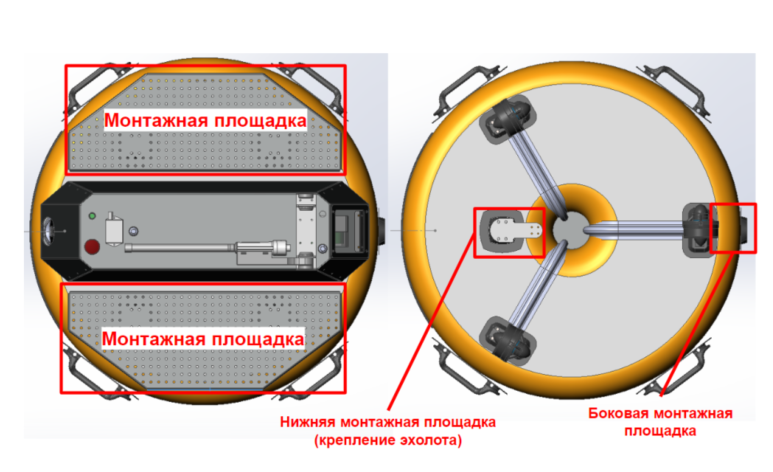 Монтажная площадка
Монтажная площадка
Нижняя монтажная площадка
(крепление эхолота)
Боковая монтажная
площадка